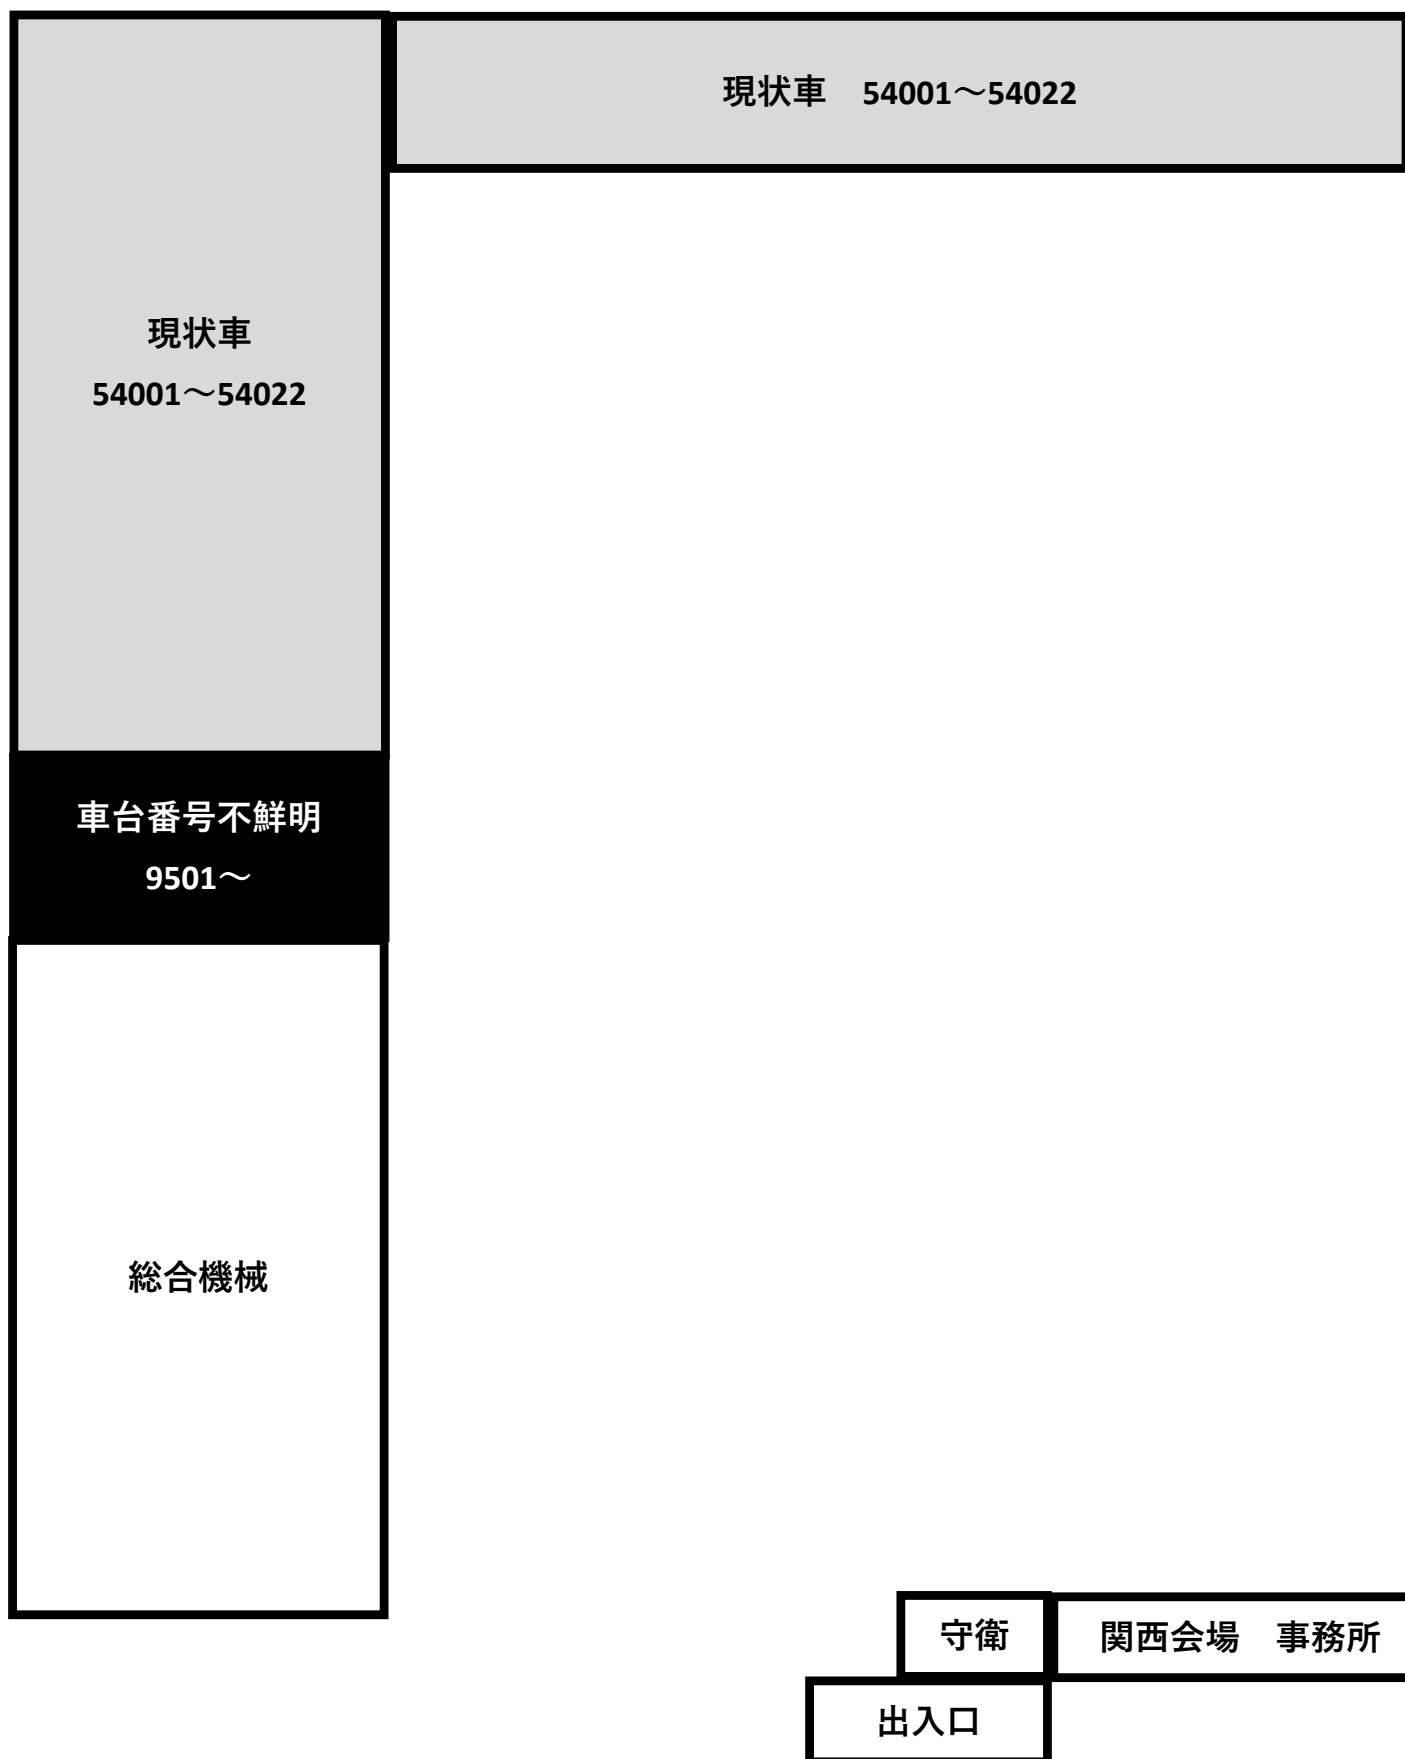 現状車　54001～54022
現状車
54001～54022
車台番号不鮮明
9501～
総合機械
守衛
関西会場　事務所
出入口